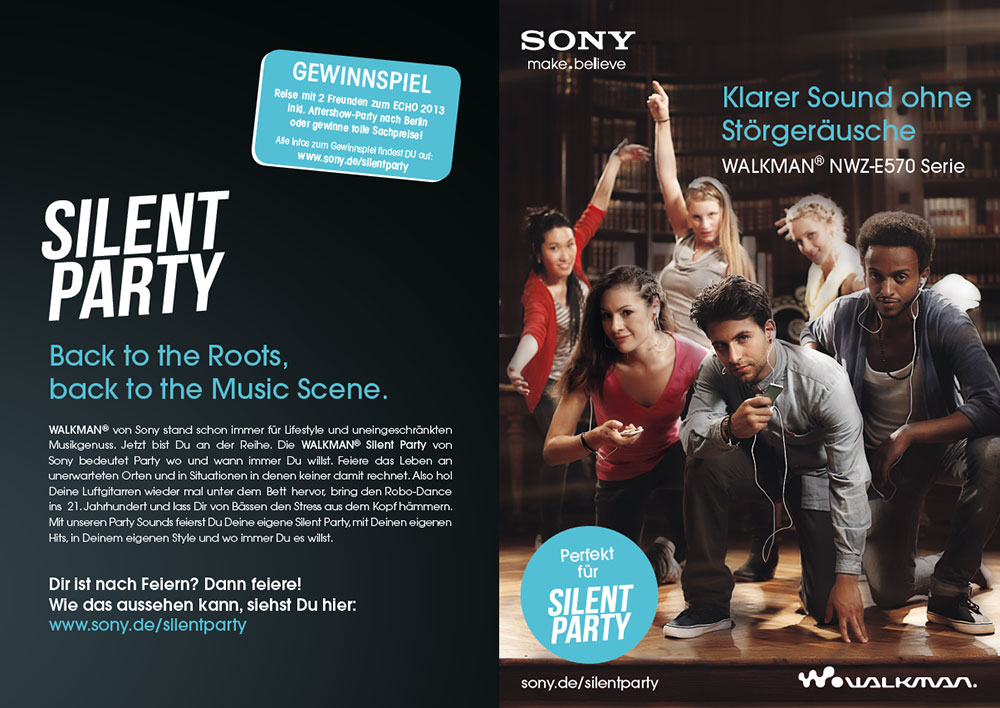 GEWINNSPIEL
Reise mit 2 Freunden zum ECHO 2013
inkl. Aftershow-Party nach Berlin
oder gewinne tolle Sachpreise!
Alle Infos zum Gewinnspiel findest DU auf:
www.sony.de/silentparty
SILENT
PARTY
Back to the Roots,
back to the Music Scene.
WALKMAN® von Sony stand schon immer für Lifestyle und uneingeschränkten
Musikgenuss. Jetzt bist Du an der Reihe. Die WALKMAN® Silent Party von
Sony bedeutet Party wo und wann immer Du willst. Feiere das Leben an
unerwarteten Orten und in Situationen in denen keiner damit rechnet. Also hol
Deine Luftgitarren wieder mal unter dem Bett hervor, bring den Robo-Dance
ins 21. Jahrhundert und lass Dir von Bässen den Stress aus dem Kopf hämmern.
Mit unseren Party Sounds feierst Du Deine eigene Silent Party, mit Deinen eigenen
Hits, in Deinem eigenen Style und wo immer Du es willst.
Dir ist nach Feiern? Dann feiere!
Wie das aussehen kann, siehst Du hier:
www.sony.de/silentparty
SONY
make.believe
Klarer Sound ohne
Störgeräusche
WALKMAN® NWZ-E570 Serie
Perfekt
für
SILENT
PARTY
sony.de/silentparty
WALKMAN.